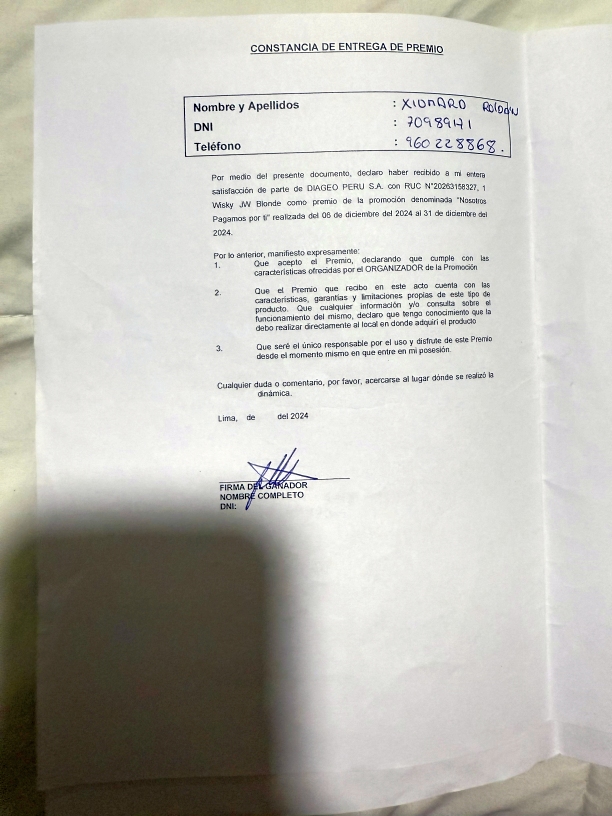 CONSTANCIA DE ENTREGA DE PREMIO
Nombre y Apellidos : XIOMARO ROLDAN
DNI : 70989141
Teléfono : 960228868.
Por medio del presente documento, declaro haber recibido a mi entera
satisfacción de parte de DIAGEO PERU S.A. con RUC N°20263158327, 1
Wisky JW Blonde como premio de la promoción denominada "Nosotros
Pagamos por ti" realizada del 06 de diciembre del 2024 al 31 de diciembre del
2024.
Por lo anterior, manifiesto expresamente:
1. Que acepto el Premio, declarando que cumple con las
características ofrecidas por el ORGANIZADOR de la Promoción
2. Que el Premio que recibo en este acto cuenta con las
características, garantías y limitaciones propias de este tipo de
producto. Que cualquier información y/o consulta sobre el
funcionamiento del mismo, declaro que tengo conocimiento que la
debo realizar directamente al local en donde adquirí el producto
3. Que seré el único responsable por el uso y disfrute de este Premio
desde el momento mismo en que entre en mi posesión.
Cualquier duda o comentario, por favor, acercarse al lugar dónde se realizó la
dinámica.
Lima, de del 2024
FIRMA DEL GANADOR
NOMBRE COMPLETO
DNI: